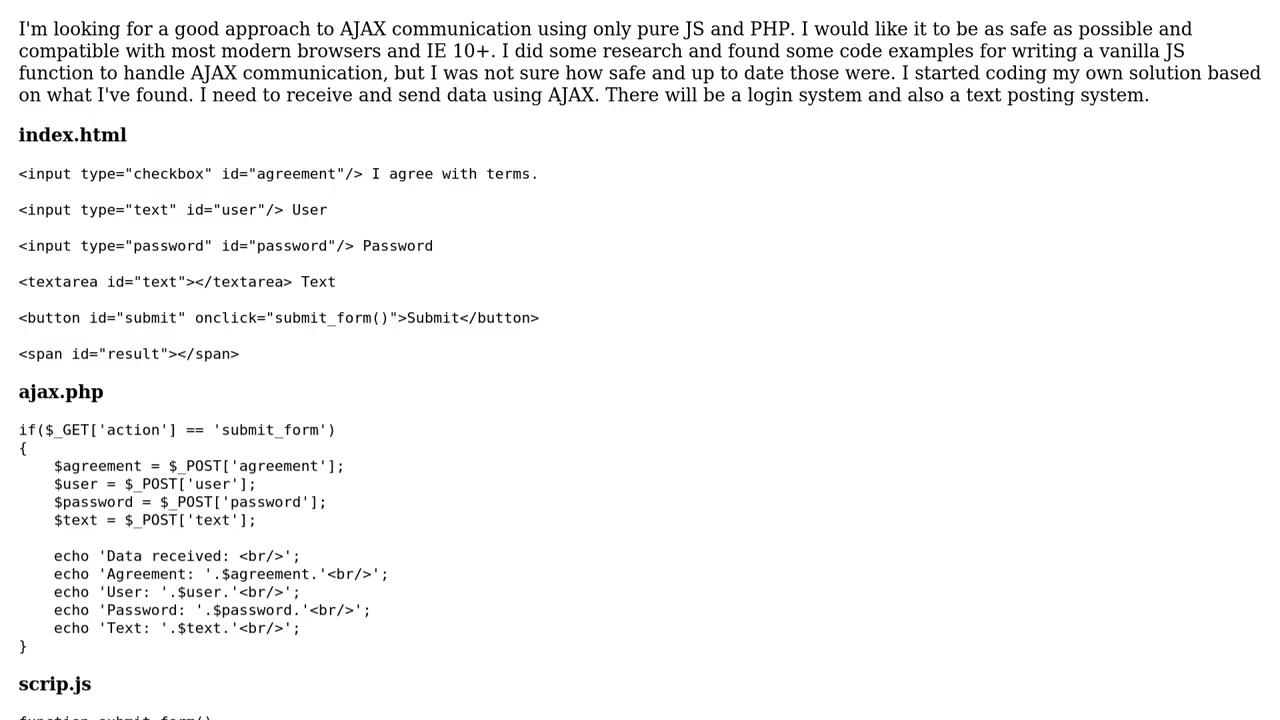 I'm looking for a good approach to AJAX communication using only pure JS and PHP. I would like it to be as safe as possible and
compatible with most modern browsers and IE 10+. I did some research and found some code examples for writing a vanilla JS
function to handle AJAX communication, but I was not sure how safe and up to date those were. I started coding my own solution based
on what I've found. I need to receive and send data using AJAX. There will be a login system and also a text posting system.
index.html
<input type="checkbox" id="agreement"/> I agree with terms.
<input type="text" id="user"/> User
<input type="password" id="password"/> Password
<textarea id="text"></textarea> Text
<button id="submit" onclick="submit_form()">Submit</button>
<span id="result"></span>
ajax.php
if($_GET['action'] == 'submit_form')
{
    $agreement = $_POST['agreement'];
    $user = $_POST['user'];
    $password = $_POST['password'];
    $text = $_POST['text'];
    echo 'Data received: <br/>';
    echo 'Agreement: '.$agreement.'<br/>';
    echo 'User: '.$user.'<br/>';
    echo 'Password: '.$password.'<br/>';
    echo 'Text: '.$text.'<br/>';
}
scrip.js
function submit_form()